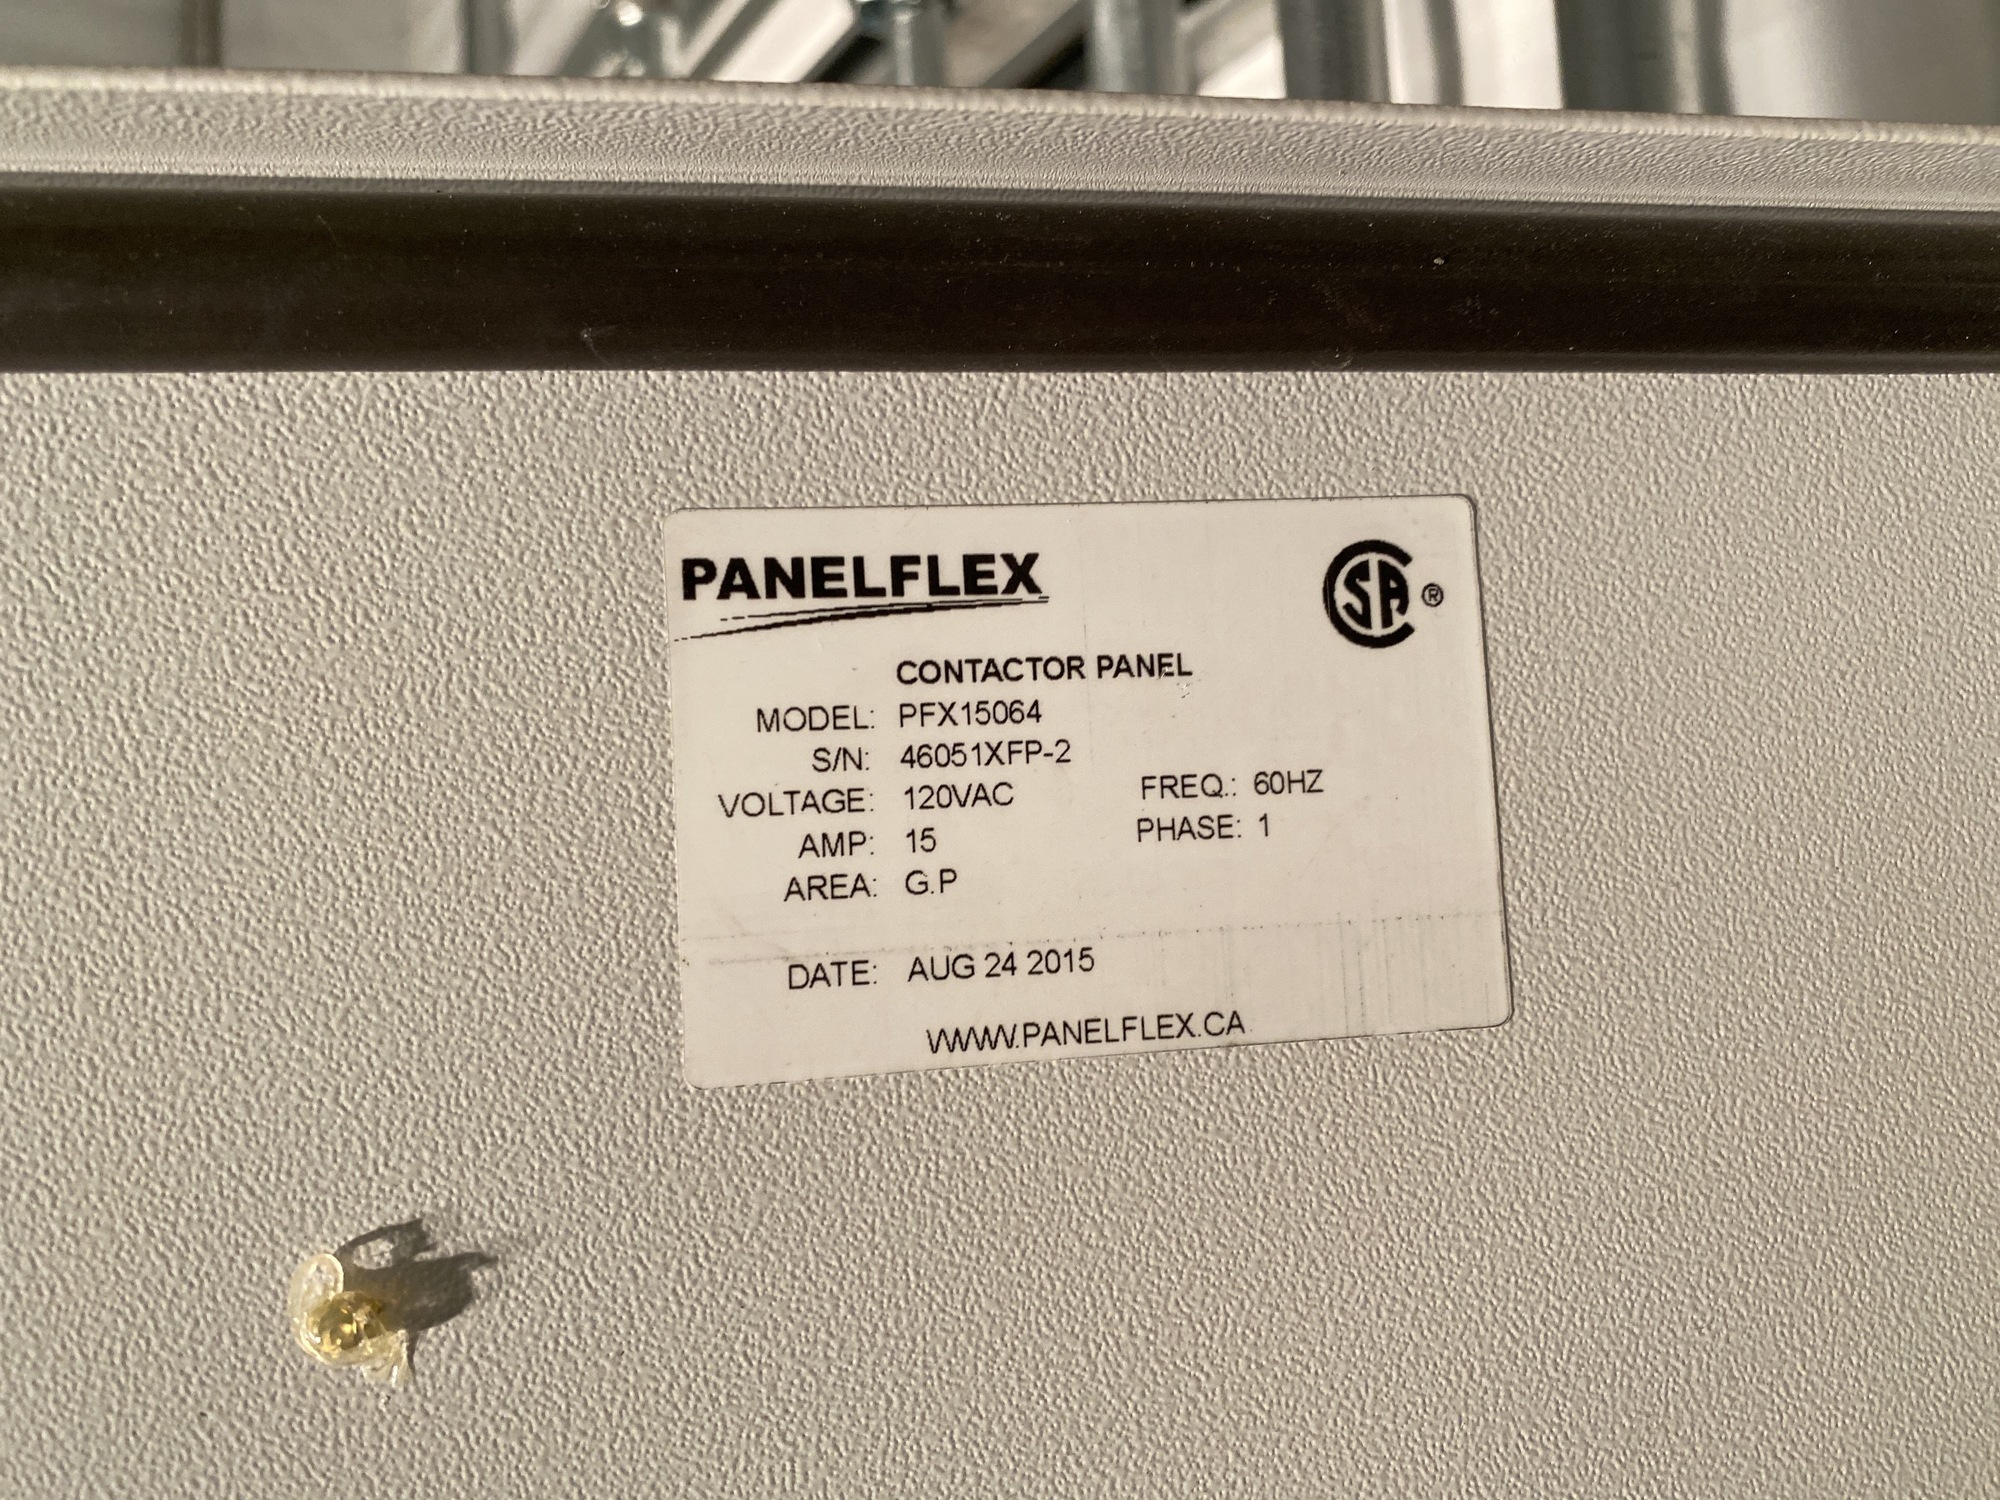 PANELFLEX
CSA ®
CONTACTOR PANEL
MODEL: PFX15064
S/N: 46051XFP-2
VOLTAGE: 120VAC FREQ.: 60HZ
AMP: 15 PHASE: 1
AREA: G.P
DATE: AUG 24 2015
WWW.PANELFLEX.CA